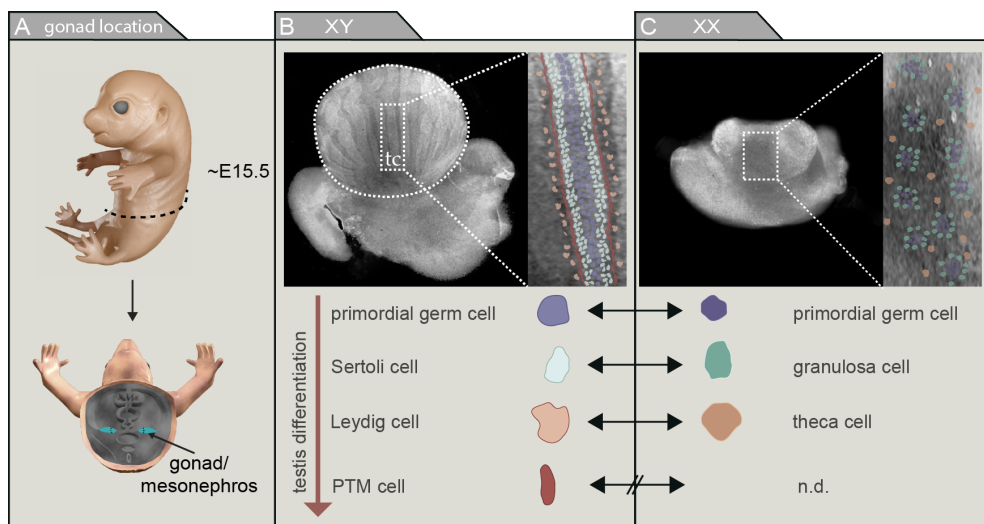 A gonad location
~E15.5
gonad/
mesonephros
B XY
tc
testis differentiation
primordial germ cell
Sertoli cell
Leydig cell
PTM cell
C XX
primordial germ cell
granulosa cell
theca cell
n.d.